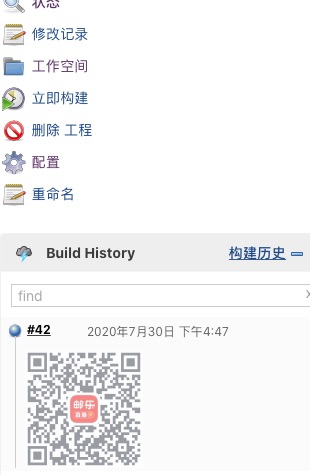 状态
修改记录
工作空间
立即构建
删除 工程
配置
重命名
Build History
构建历史
find
x
#42
2020年7月30日 下午4:47
邮乐